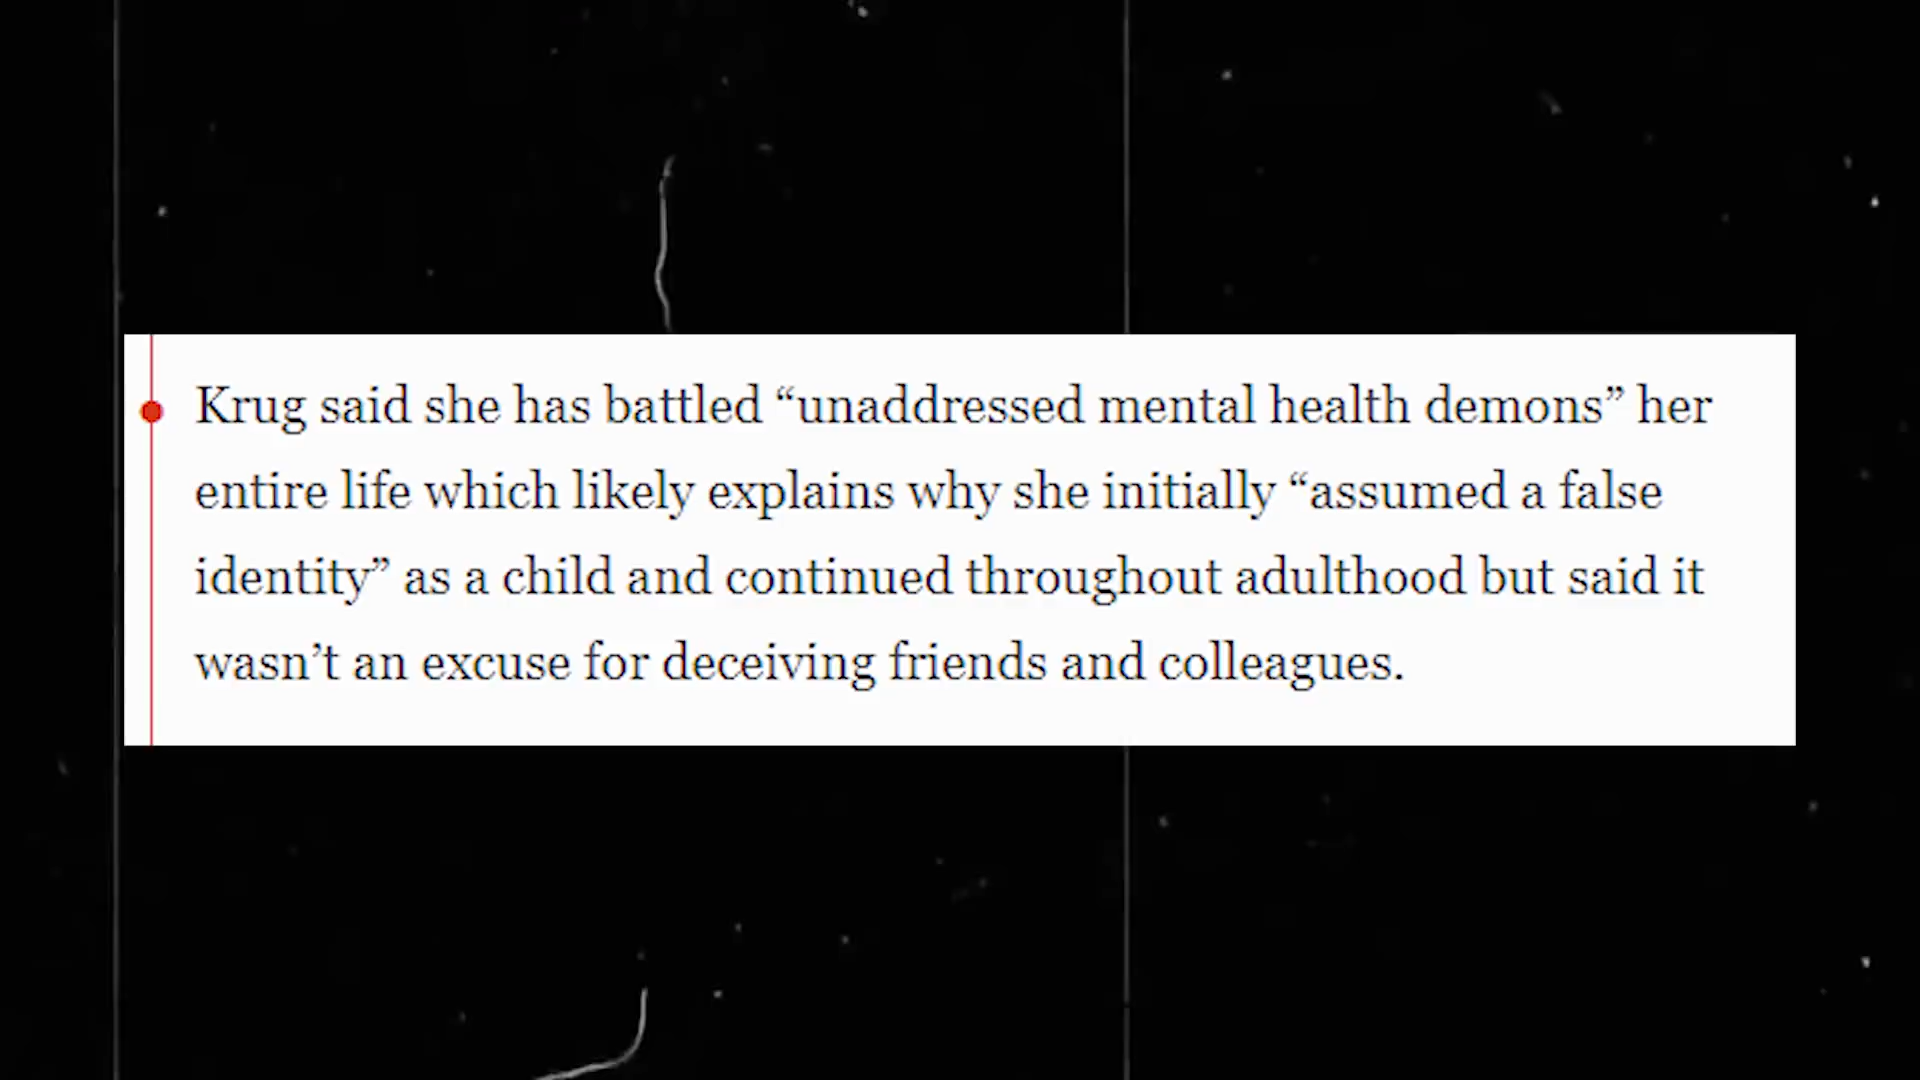 Krug said she has battled “unaddressed mental health demons” her
entire life which likely explains why she initially “assumed a false
identity” as a child and continued throughout adulthood but said it
wasn’t an excuse for deceiving friends and colleagues.